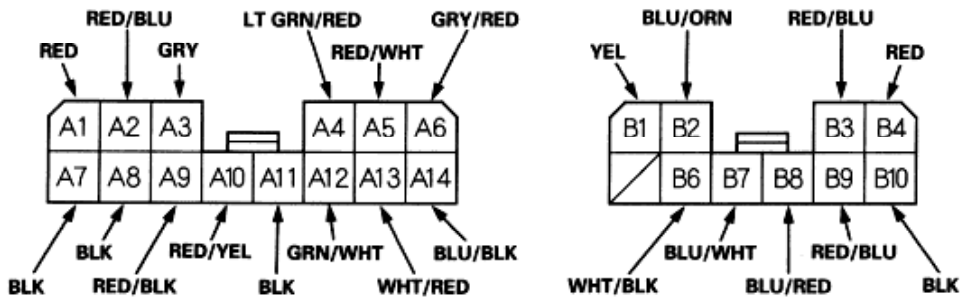 RED/BLU LT GRN/RED GRY/RED BLU/ORN RED/BLU
RED GRY RED/WHT YEL RED
A1 A2 A3 A4 A5 A6 B1 B2 B3 B4
A7 A8 A9 A10 A11 A12 A13 A14 B6 B7 B8 B9 B10
BLK RED/YEL GRN/WHT BLU/BLK BLU/WHT RED/BLU
BLK RED/BLK BLK WHT/RED WHT/BLK BLU/RED BLK